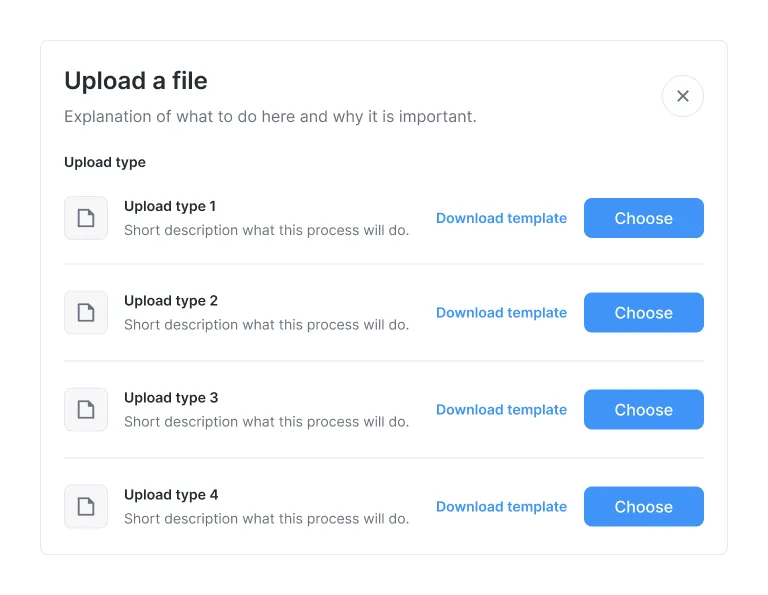 Upload a file
Explanation of what to do here and why it is important.
Upload type
Upload type 1
Short description what this process will do.
Download template
Choose
Upload type 2
Short description what this process will do.
Download template
Choose
Upload type 3
Short description what this process will do.
Download template
Choose
Upload type 4
Short description what this process will do.
Download template
Choose